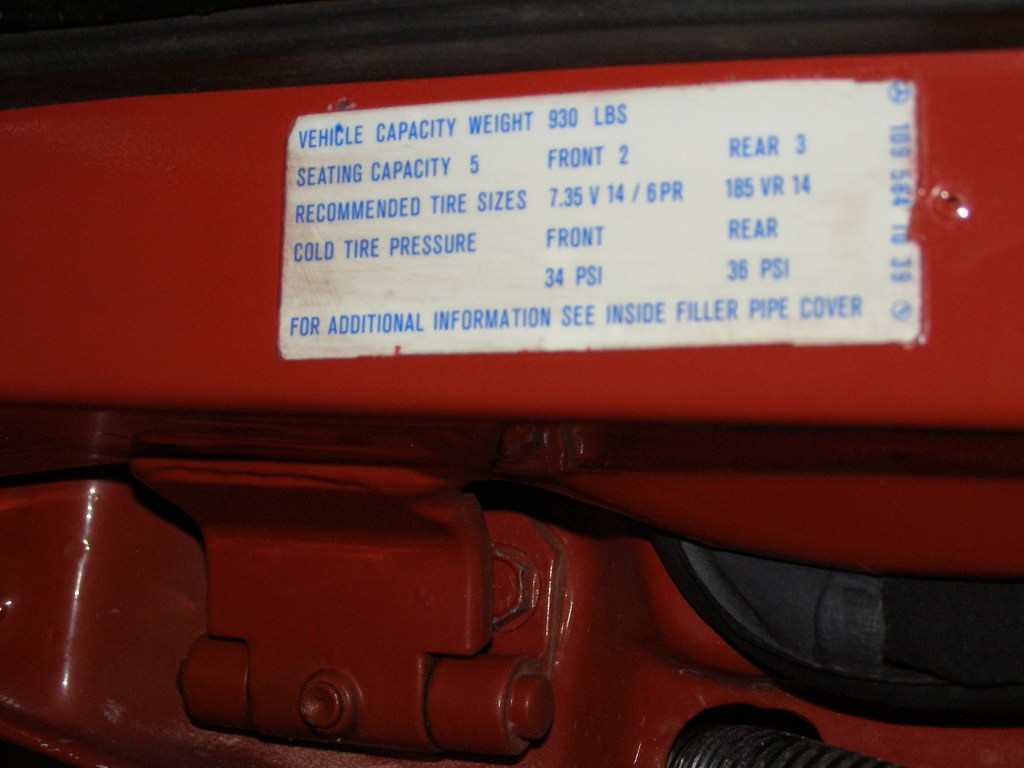 VEHICLE CAPACITY WEIGHT 930 LBS
SEATING CAPACITY 5 FRONT 2 REAR 3
RECOMMENDED TIRE SIZES 7.35 V 14 / 6 PR 185 VR 14
COLD TIRE PRESSURE FRONT REAR
34 PSI 36 PSI
FOR ADDITIONAL INFORMATION SEE INSIDE FILLER PIPE COVER
109 584 10 39